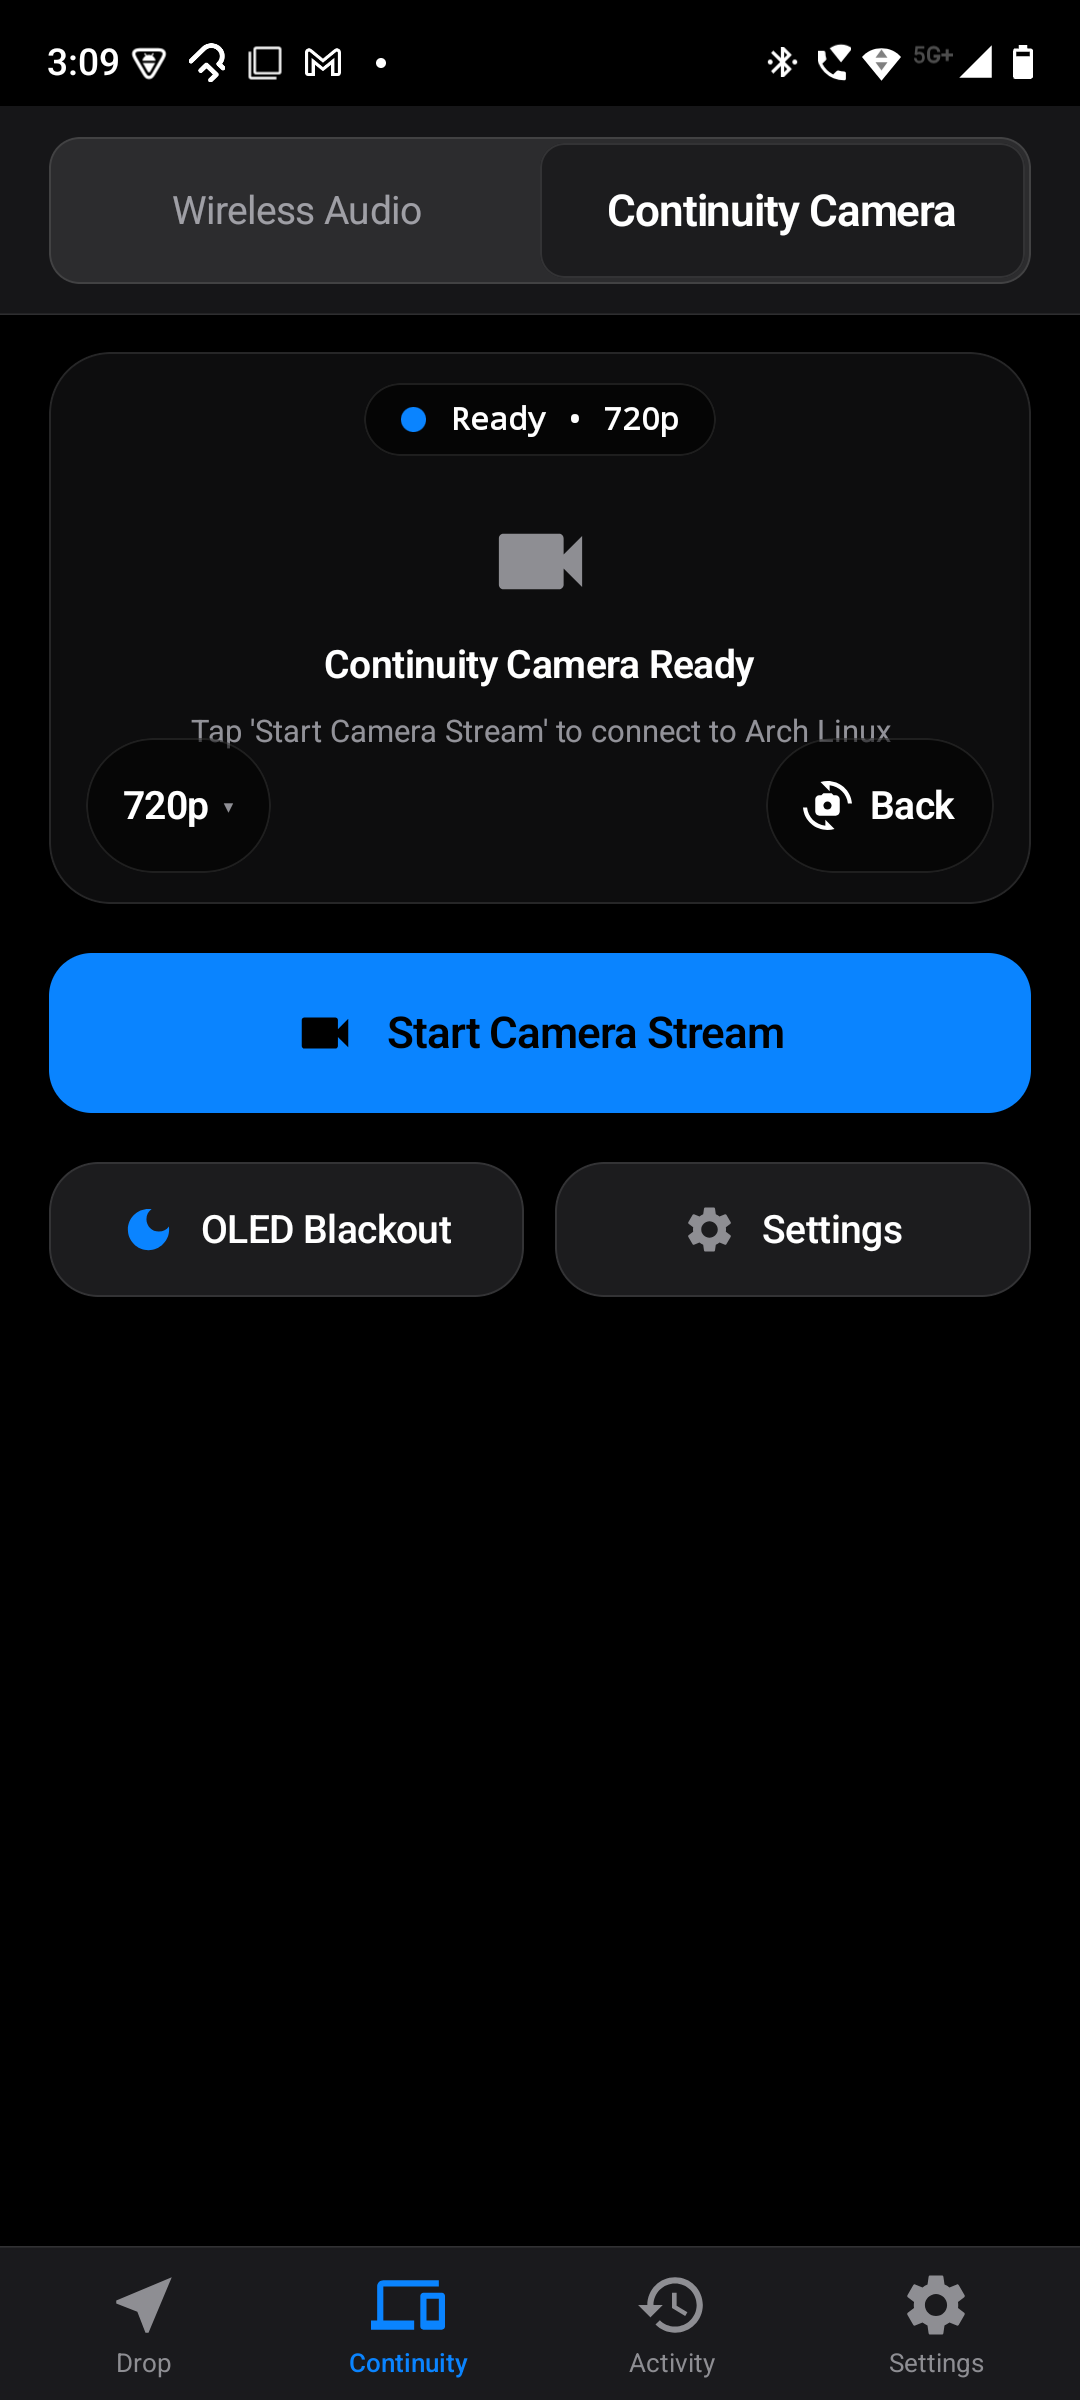 3:09
5G+
Wireless Audio
Continuity Camera
Ready • 720p
Continuity Camera Ready
Tap 'Start Camera Stream' to connect to Arch Linux
720p ▾
Back
Start Camera Stream
OLED Blackout
Settings
Drop
Continuity
Activity
Settings